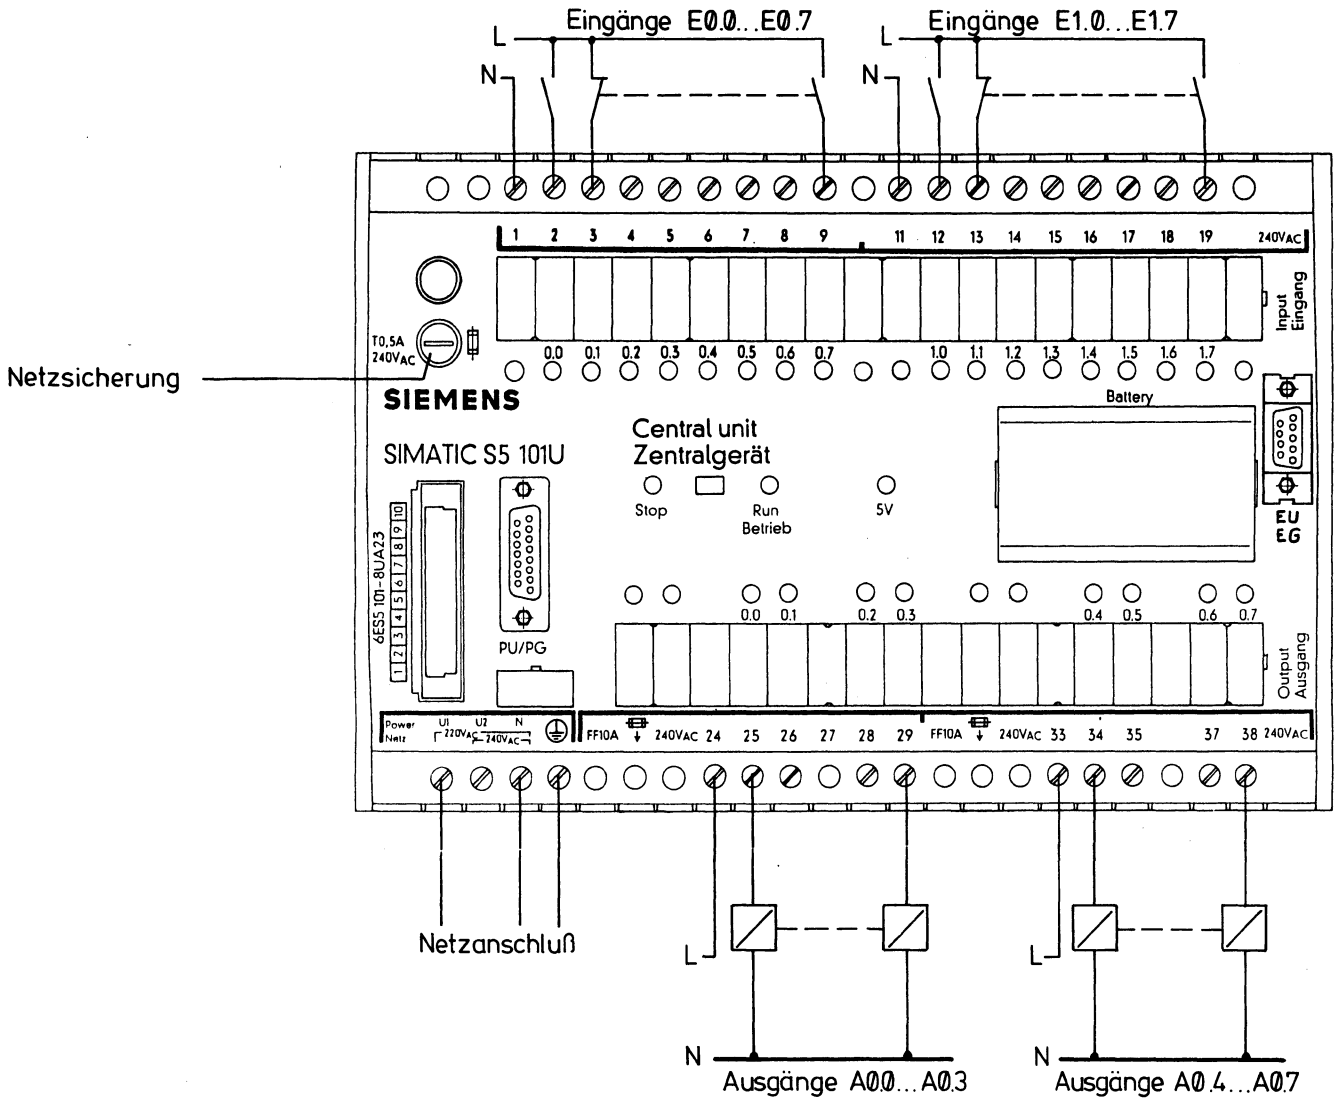 Eingänge E0.0...E0.7
Eingänge E1.0...E1.7
L
L
N
N
1 2 3 4 5 6 7 8 9 11 12 13 14 15 16 17 18 19 240VAC
Input
Eingang
T0,5A
240VAC
0.0 0.1 0.2 0.3 0.4 0.5 0.6 0.7 1.0 1.1 1.2 1.3 1.4 1.5 1.6 1.7
Netzsicherung
SIEMENS
Battery
SIMATIC S5 101U
Central unit
Zentralgerät
Stop
Run
Betrieb
5V
EU
EG
6ES5 101-8UA23
1 2 3 4 5 6 7 8 9 10
PU/PG
0.0 0.1 0.2 0.3 0.4 0.5 0.6 0.7
Output
Ausgang
Power
Netz
U1 U2 N
220VAC
240VAC
FF10A 240VAC 24 25 26 27 28 29 FF10A 240VAC 33 34 35 37 38 240VAC
Netzanschluß
L
L
N
N
Ausgänge A0.0...A0.3
Ausgänge A0.4...A0.7